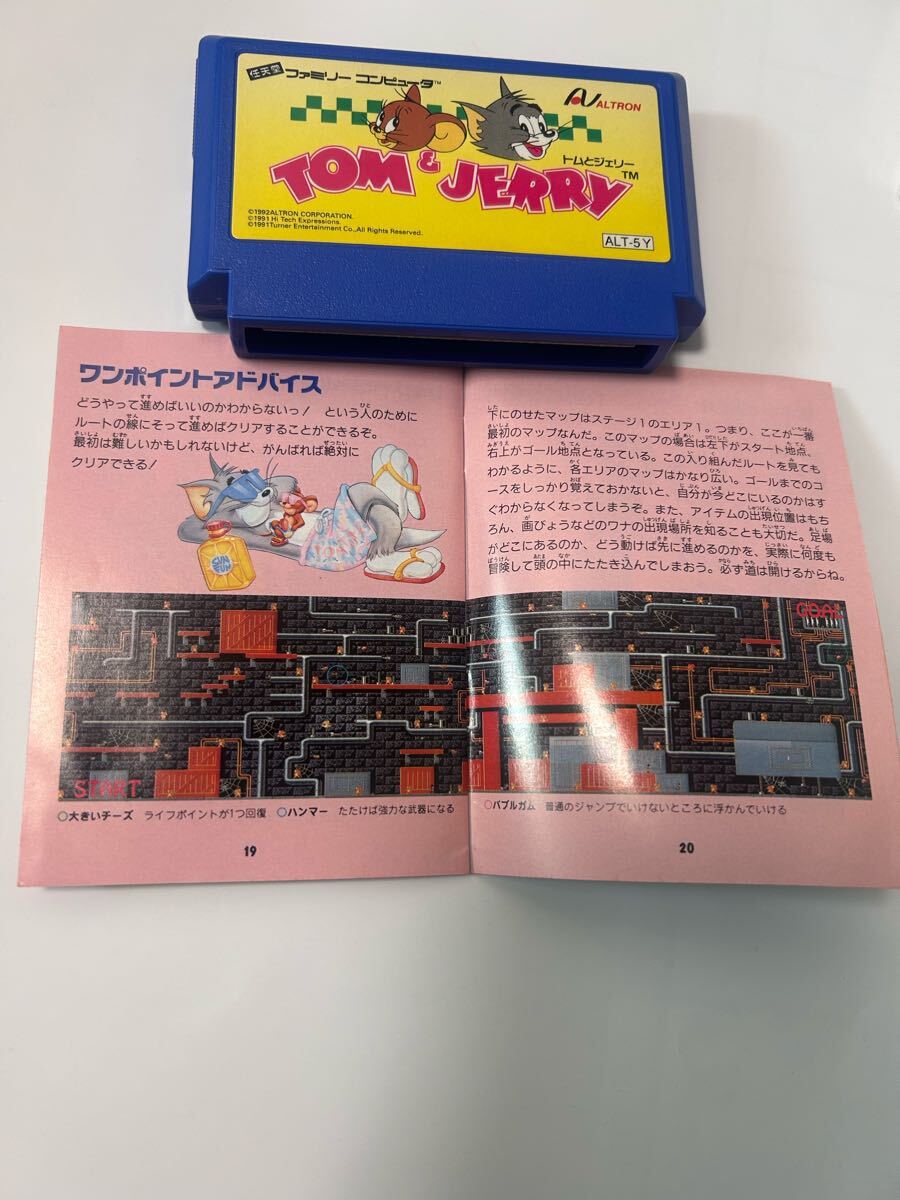 任天堂 ファミリー コンピュータ™
ALTRON
トムとジェリー
TOM & JERRY™
©1992ALTRON CORPORATION.
©1991 Hi Tech Expressions.
©1991Turner Entertainment Co.,All Rights Reserved.
ALT-5Y
ワンポイントアドバイス
どうやって進めばいいのかわからないっ! という人のために
ルートの線にそって進めばクリアすることができるぞ。
最初は難しいかもしれないけど、がんばれば絶対に
クリアできる!
SUN FUN
TOM
START
○大きいチーズ ライフポイントが1つ回復 ○ハンマー たたけば強力な武器になる
19
下にのせたマップはステージ1のエリア1。つまり、ここが一番
最初のマップなんだ。このマップの場合は左下がスタート地点、
右上がゴール地点となっている。この入り組んだルートを見ても
わかるように、各エリアのマップはかなり広い。ゴールまでのコ
ースをしっかり覚えておかないと、自分が今どこにいるのかはす
ぐわからなくなってしまうぞ。また、アイテムの出現位置はもち
ろん、画びょうなどのワナの出現場所を知ることも大切だ。足場
がどこにあるのか、どう動けば先に進めるのかを、実際に何度も
冒険して頭の中にたたき込んでしまおう。必ず道は開けるからね。
GOAL
○バブルガム 普通のジャンプでいけないところに浮かんでいける
20